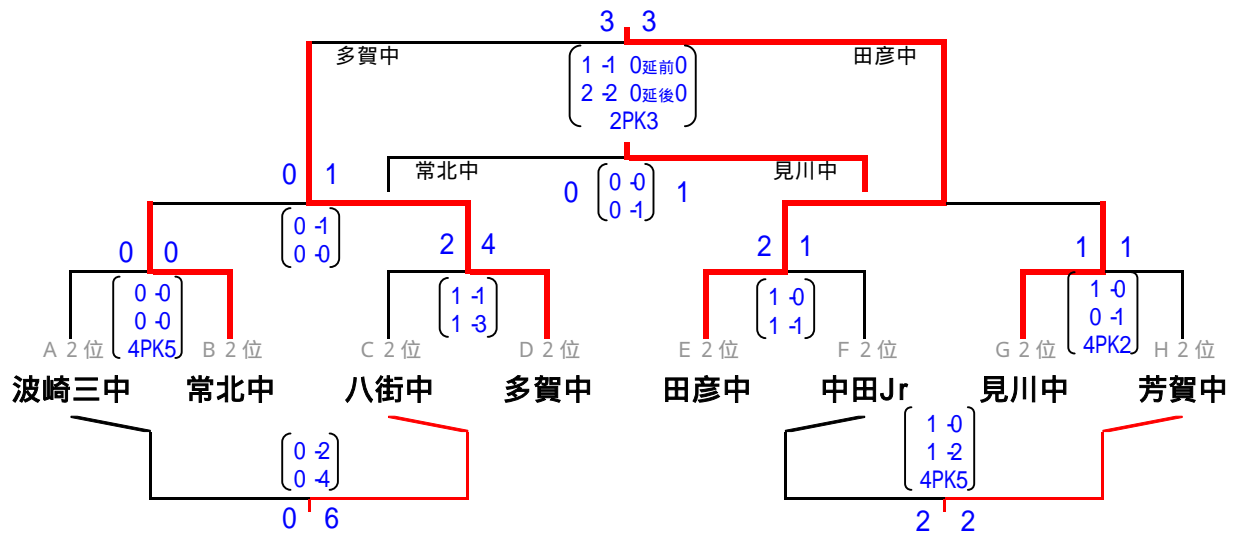 3 3
多賀中 田彦中
1 -1 0延前0
2 -2 0延後0
2PK3
常北中 見川中
0 1
0 0 -0 1
0 -1
0 -1
0 -0
0 0
2 4
2 1
1 1
0 -0
0 -0
4PK5
1 -1
1 -3
1 -0
1 -1
1 -0
0 -1
4PK2
A 2 位 B 2 位 C 2 位 D 2 位 E 2 位 F 2 位 G 2 位 H 2 位
波崎三中 常北中 八街中 多賀中 田彦中 中田Jr 見川中 芳賀中
0 -2
0 -4
0 6
1 -0
1 -2
4PK5
2 2